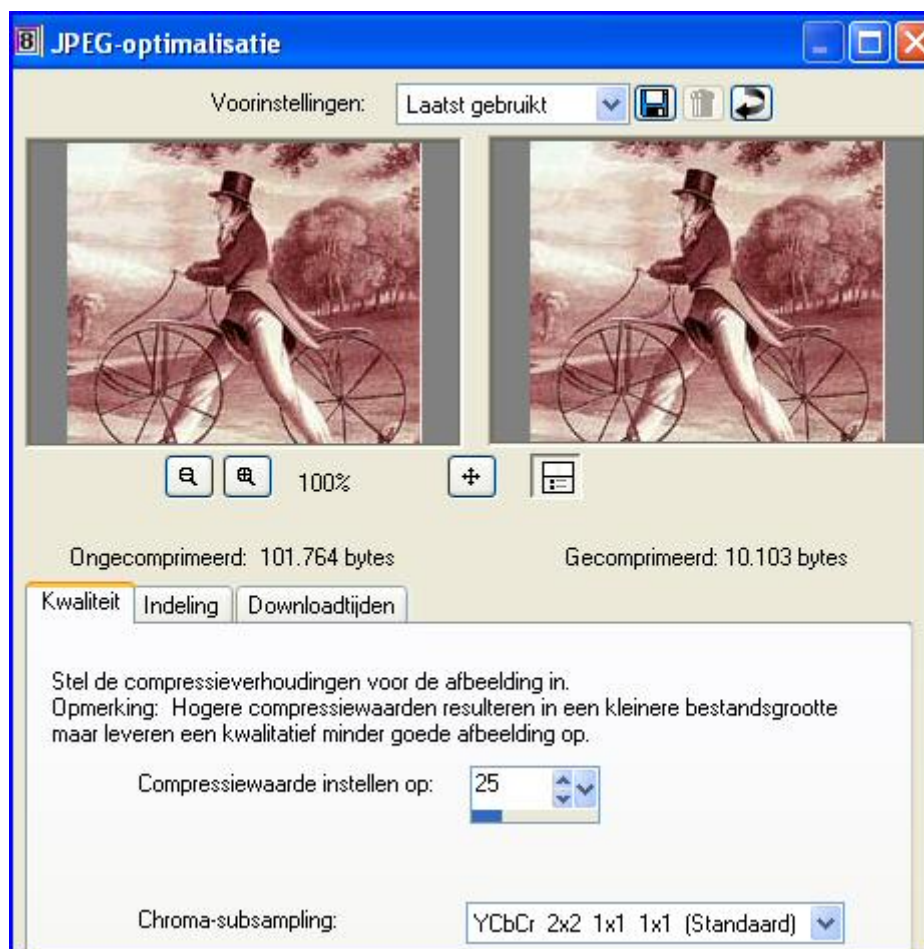 JPEG-optimalisatie
Voorinstellingen: Laatst gebruikt
100%
Ongecomprimeerd: 101.764 bytes Gecomprimeerd: 10.103 bytes
Kwaliteit Indeling Downloadtijden
Stel de compressieverhoudingen voor de afbeelding in.
Opmerking: Hogere compressiewaarden resulteren in een kleinere bestandsgrootte
maar leveren een kwalitatief minder goede afbeelding op.
Compressiewaarde instellen op: 25
Chroma-subsampling: YCbCr 2x2 1x1 1x1 (Standaard)